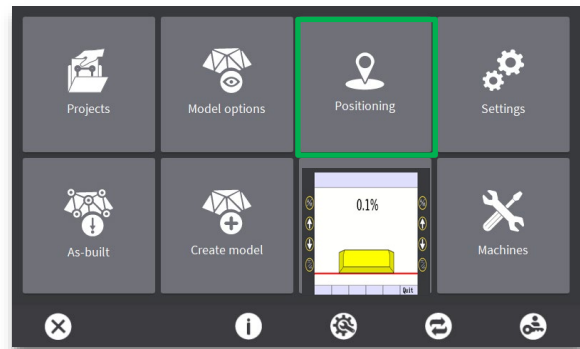 Projects
Model options
Positioning
Settings
As-built
Create model
0.1%
Quit
Machines